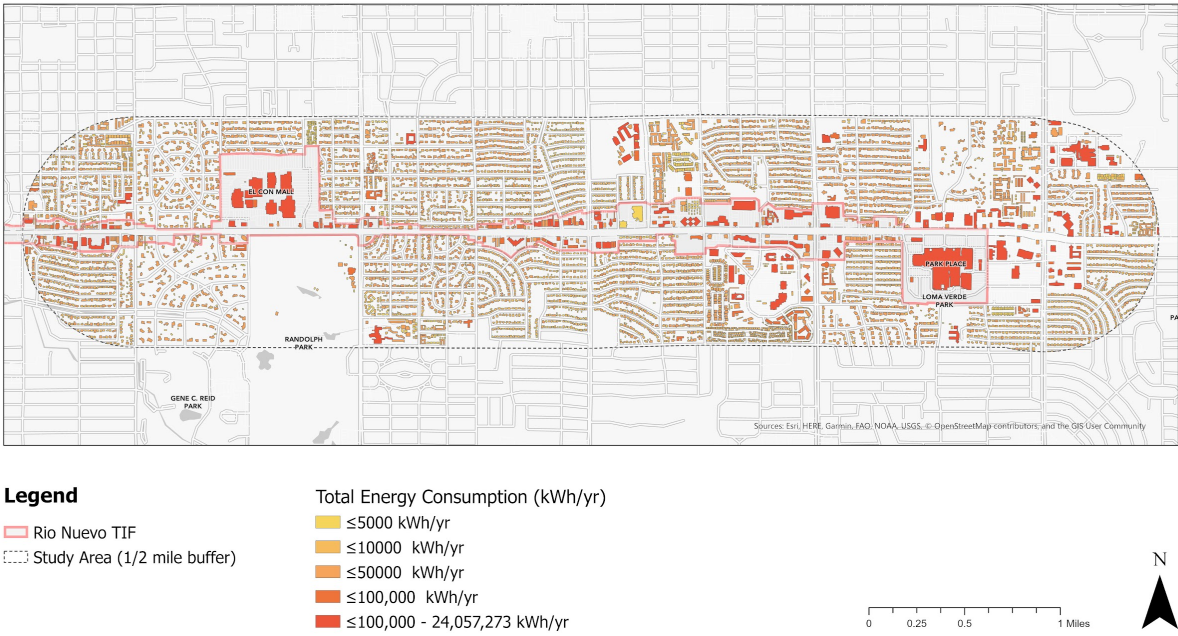 EL CON MALL
PARK PLACE
LOMA VERDE
PARK
PA
RANDOLPH
PARK
GENE C. REID
PARK
Sources: Esri, HERE, Garmin, FAO, NOAA, USGS, © OpenStreetMap contributors, and the GIS User Community
Legend
Rio Nuevo TIF
Study Area (1/2 mile buffer)
Total Energy Consumption (kWh/yr)
≤5000 kWh/yr
≤10000 kWh/yr
≤50000 kWh/yr
≤100,000 kWh/yr
≤100,000 - 24,057,273 kWh/yr
N
0 0.25 0.5 1 Miles